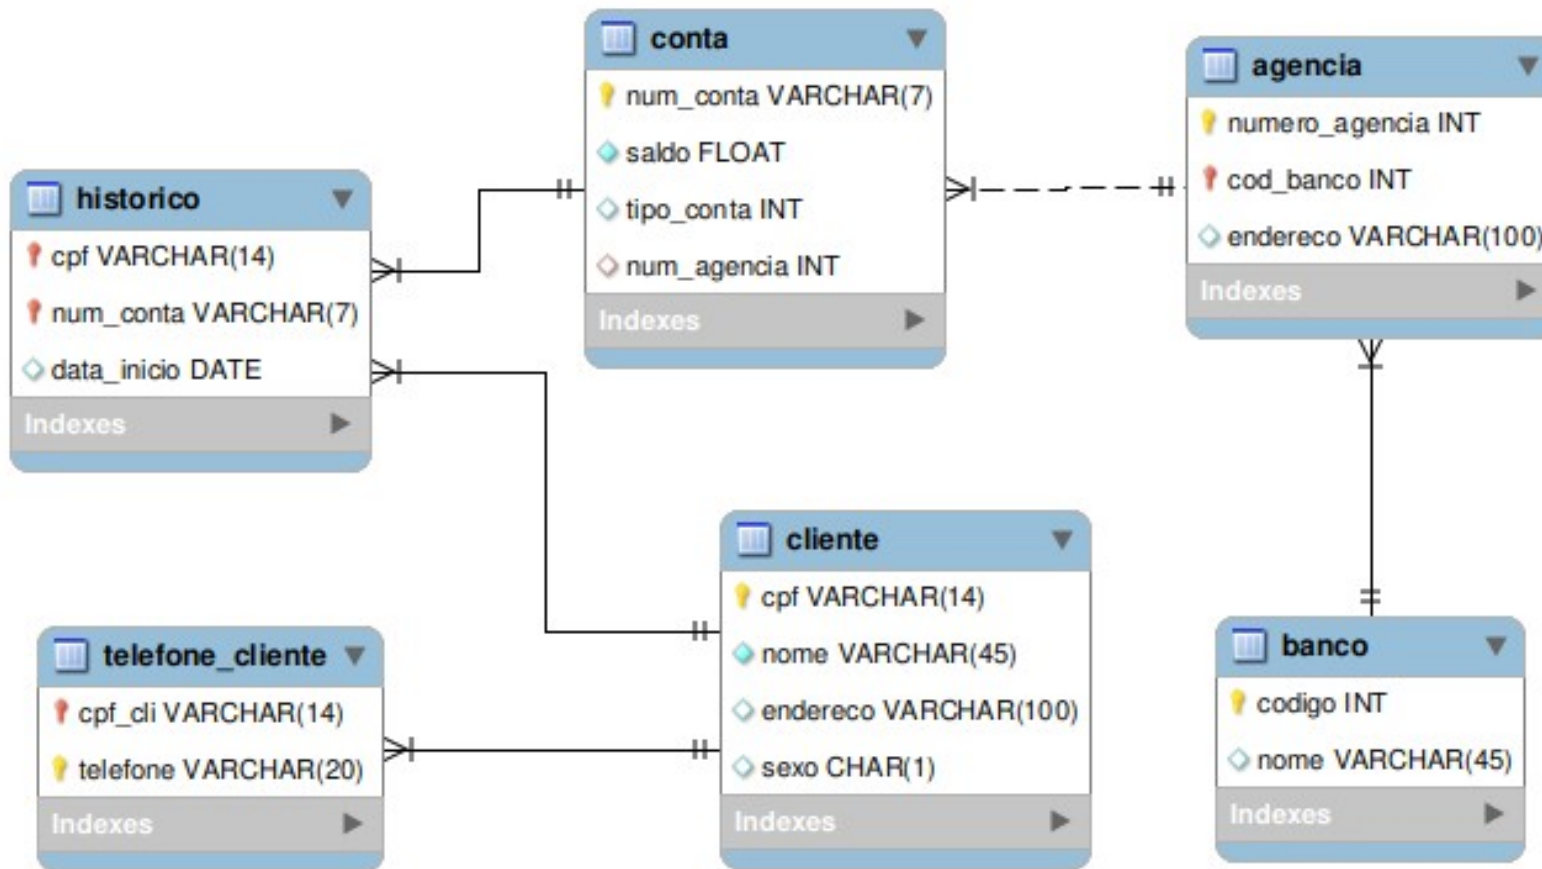 conta
num_conta VARCHAR(7)
saldo FLOAT
tipo_conta INT
num_agencia INT
Indexes
agencia
numero_agencia INT
cod_banco INT
endereco VARCHAR(100)
Indexes
historico
cpf VARCHAR(14)
num_conta VARCHAR(7)
data_inicio DATE
Indexes
cliente
cpf VARCHAR(14)
nome VARCHAR(45)
endereco VARCHAR(100)
sexo CHAR(1)
Indexes
telefone_cliente
cpf_cli VARCHAR(14)
telefone VARCHAR(20)
Indexes
banco
codigo INT
nome VARCHAR(45)
Indexes